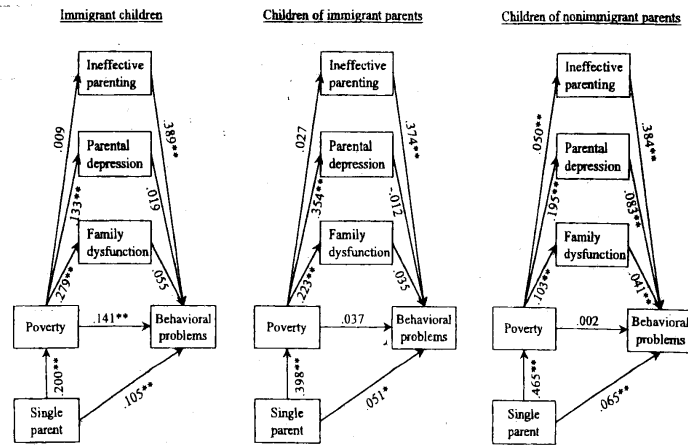 Immigrant children
Ineffective
parenting
.009
.389**
Parental
depression
.133**
.019
Family
dysfunction
.279**
.055
Poverty
.141**
Behavioral
problems
.200**
.105**
Single
parent
Children of immigrant parents
Ineffective
parenting
.027
.374**
Parental
depression
.354**
-.012
Family
dysfunction
.223**
.035
Poverty
.037
Behavioral
problems
.398**
.051*
Single
parent
Children of nonimmigrant parents
Ineffective
parenting
.050**
.384**
Parental
depression
.195**
.083**
Family
dysfunction
.103**
.041**
Poverty
.002
Behavioral
problems
.465**
.065**
Single
parent